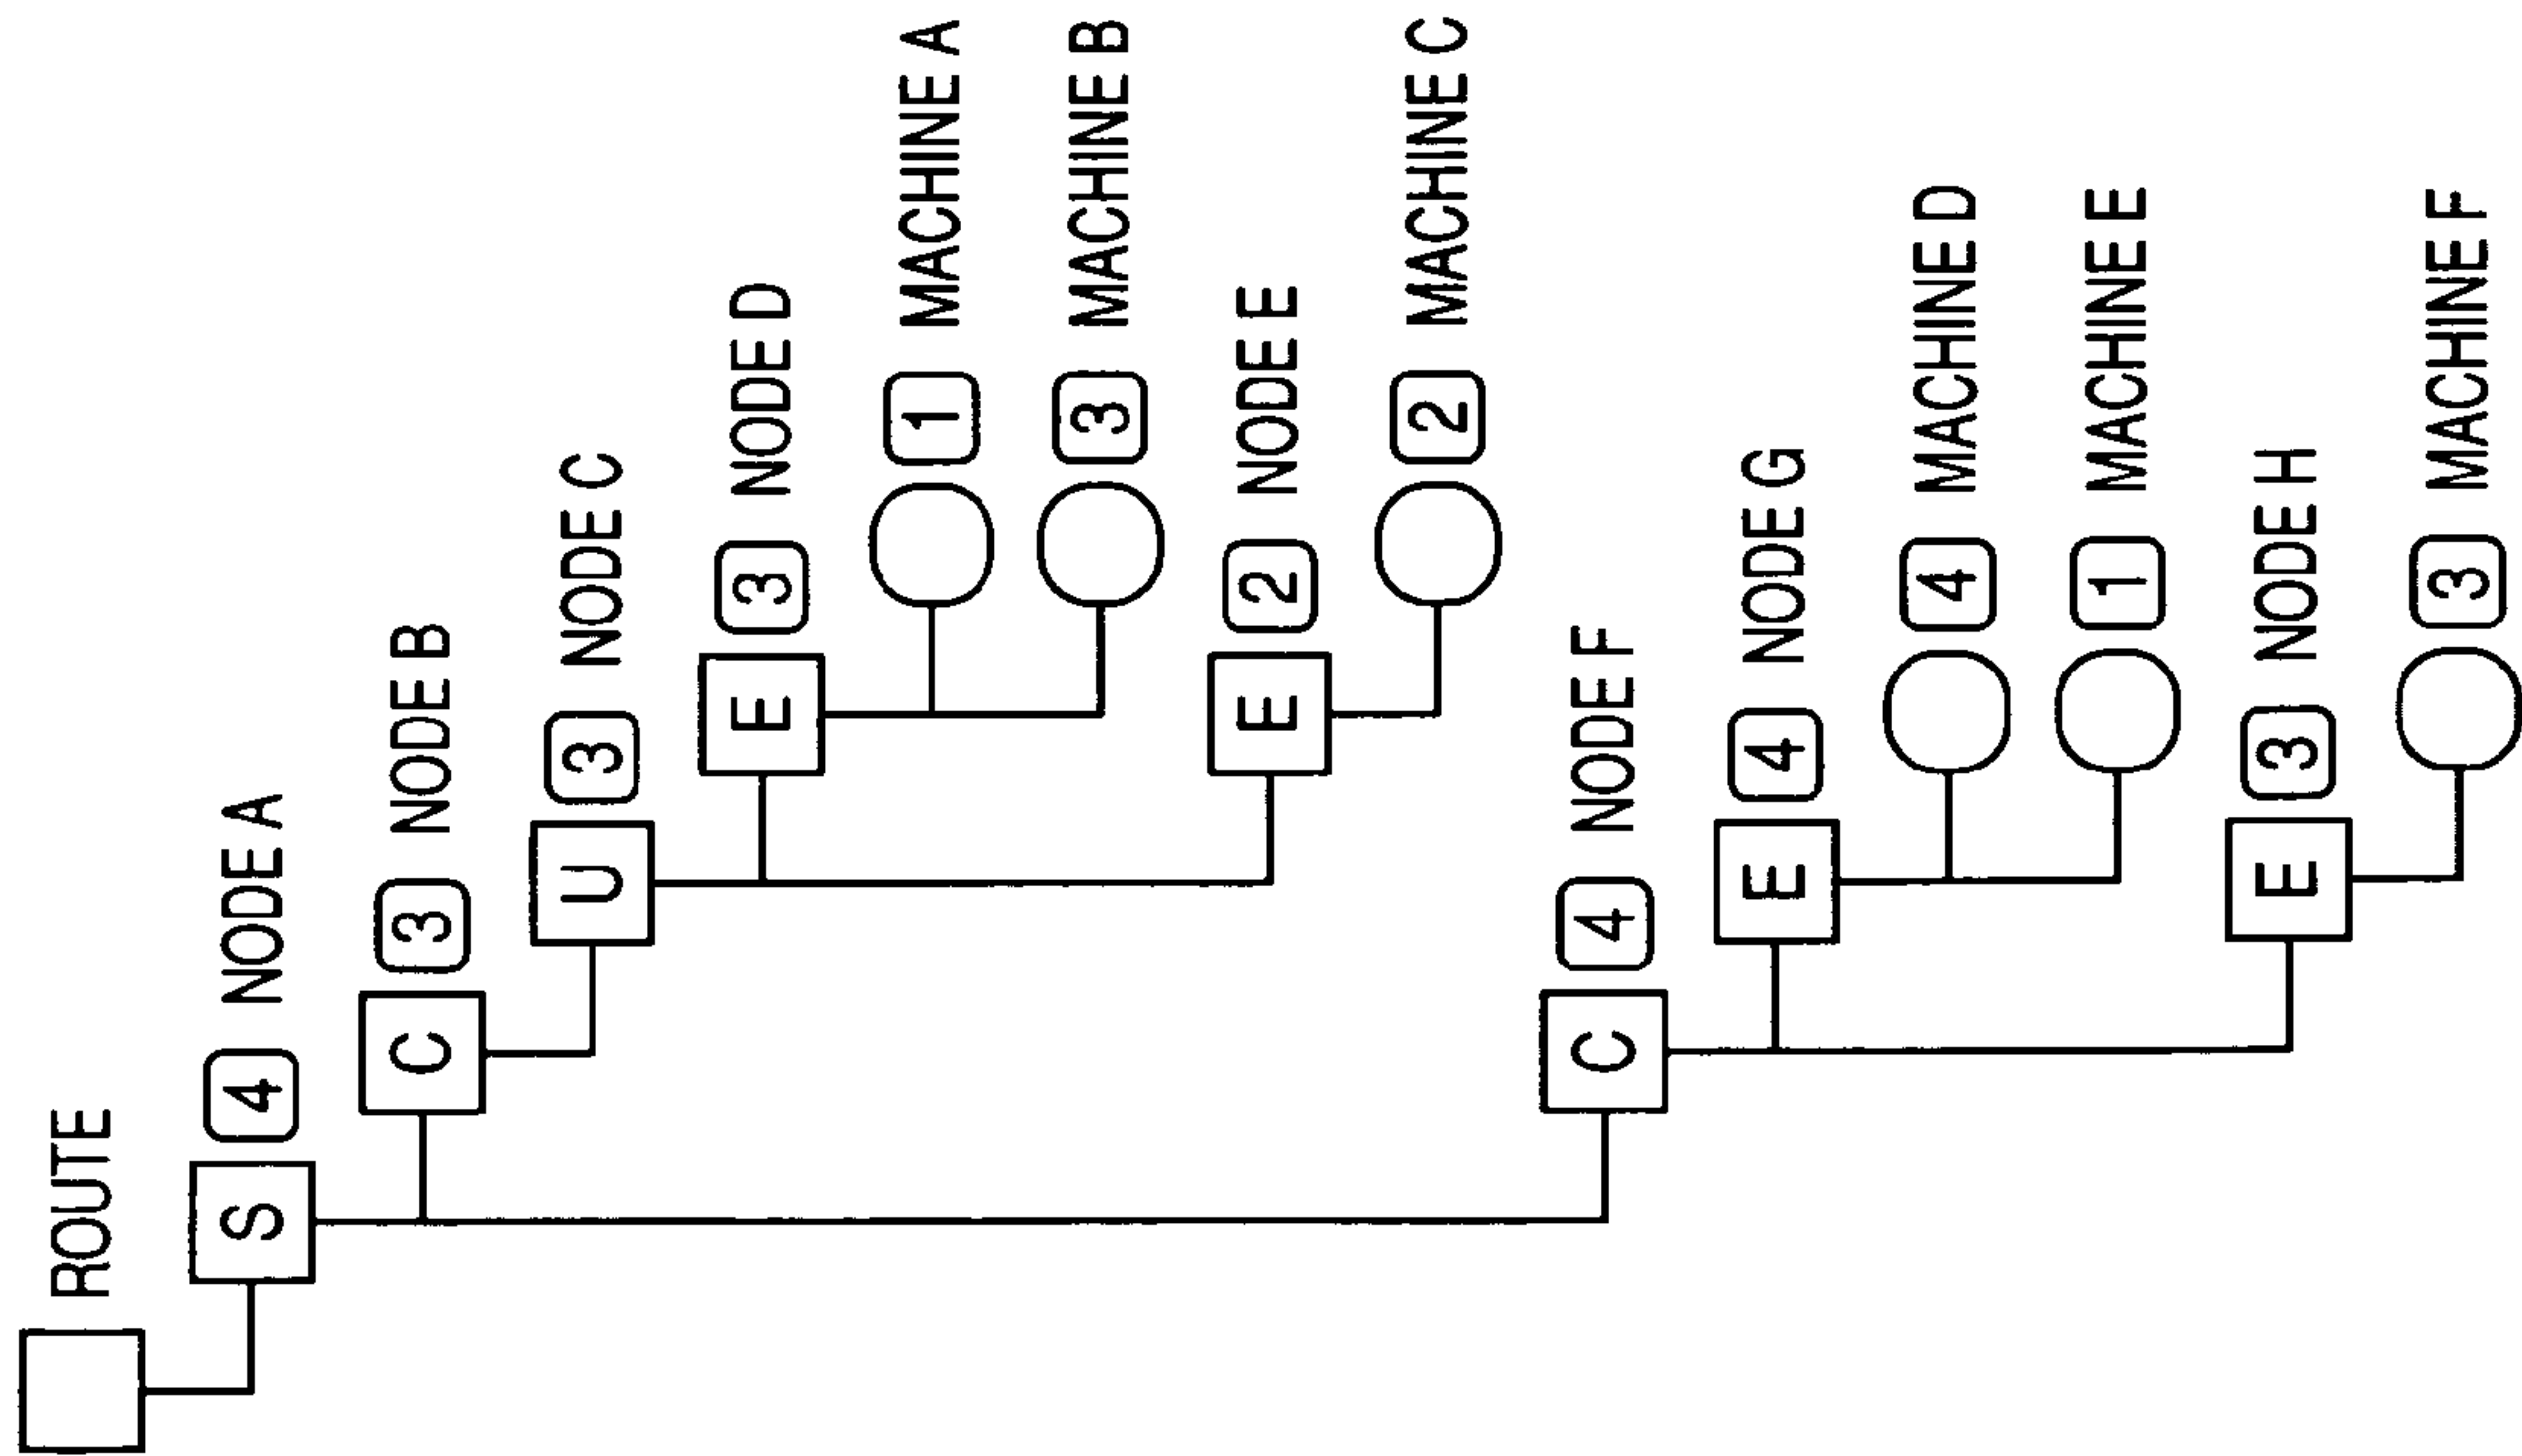 ROUTE
S 4 NODE A
C 3 NODE B
U 3 NODE C
E 3 NODE D
1 MACHINE A
3 MACHINE B
E 2 NODE E
2 MACHINE C
C 4 NODE F
E 4 NODE G
4 MACHINE D
1 MACHINE E
E 3 NODE H
3 MACHINE F